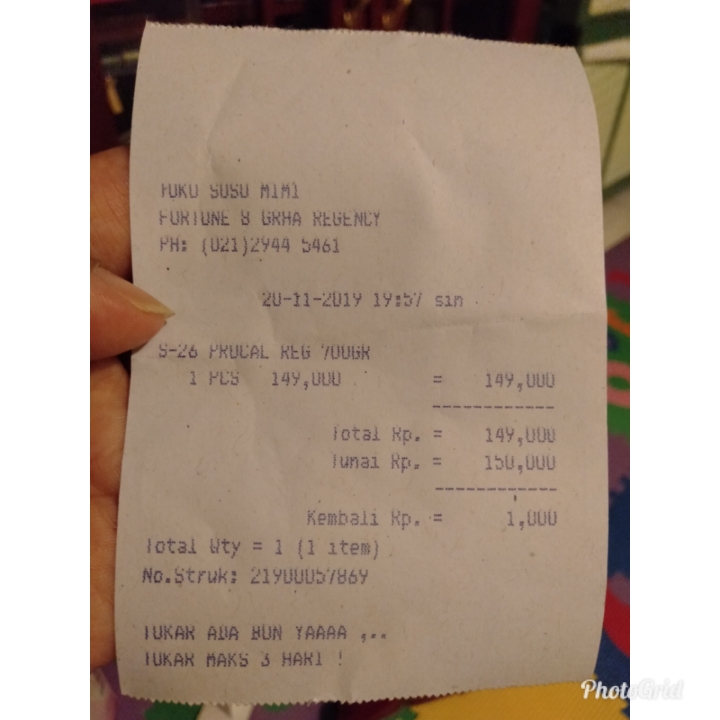 TOKO SUSU MIMI
FORTUNE 8 GRHA REGENCY
PH: (021)2944 5461
20-11-2019 19:57 sin
S-26 PROCAL REG 700GR
1 PCS 149,000 = 149,000
------------
Total Rp. = 149,000
Tunai Rp. = 150,000
------------
Kembali Rp. = 1,000
Total Qty = 1 (1 item)
No.Struk: 21900057869
TUKAR ADA BON YAAAA ,..
TUKAR MAKS 3 HARI !
PhotoGrid